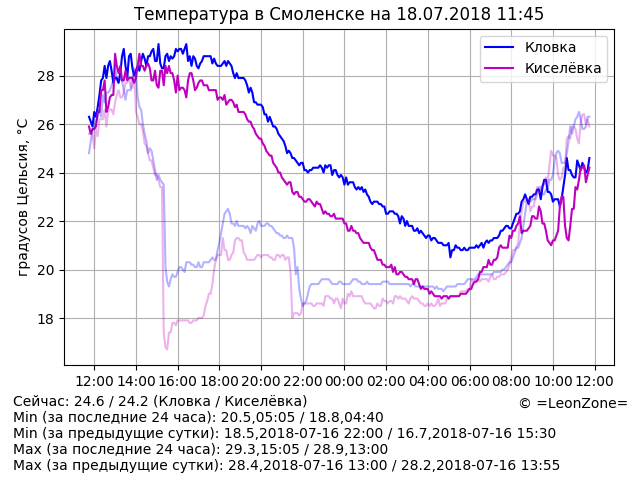 Температура в Смоленске на 18.07.2018 11:45
Кловка
Киселёвка
градусов Цельсия, °C
28
26
24
22
20
18
12:00 14:00 16:00 18:00 20:00 22:00 00:00 02:00 04:00 06:00 08:00 10:00 12:00
Сейчас: 24.6 / 24.2 (Кловка / Киселёвка)
© =LeonZone=
Min (за последние 24 часа): 20.5,05:05 / 18.8,04:40
Min (за предыдущие сутки): 18.5,2018-07-16 22:00 / 16.7,2018-07-16 15:30
Max (за последние 24 часа): 29.3,15:05 / 28.9,13:00
Max (за предыдущие сутки): 28.4,2018-07-16 13:00 / 28.2,2018-07-16 13:55